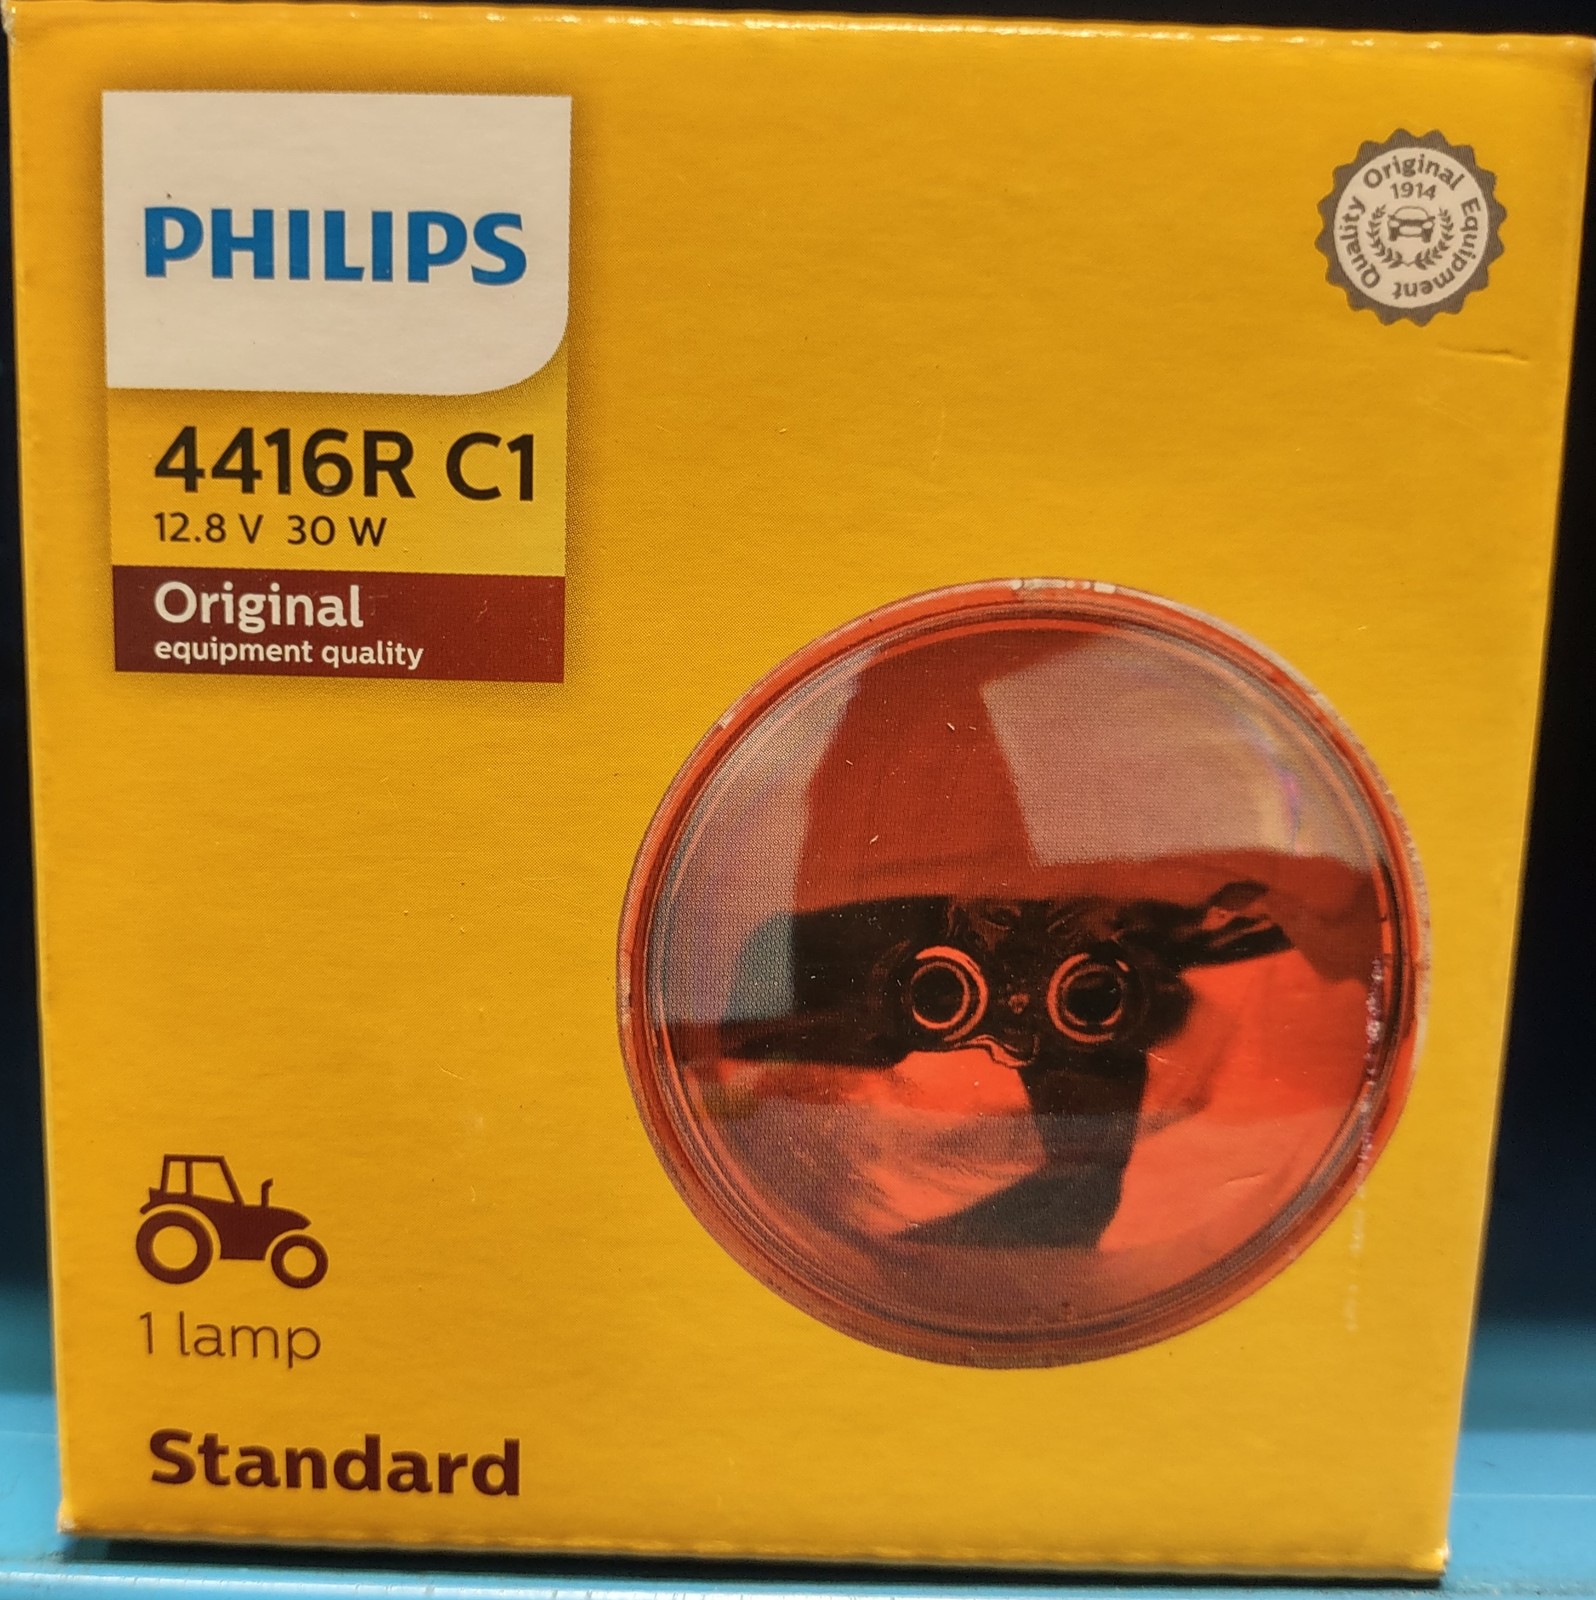 PHILIPS
Original Equipment Quality
1914
4416R C1
12.8 V 30 W
Original
equipment quality
1 lamp
Standard